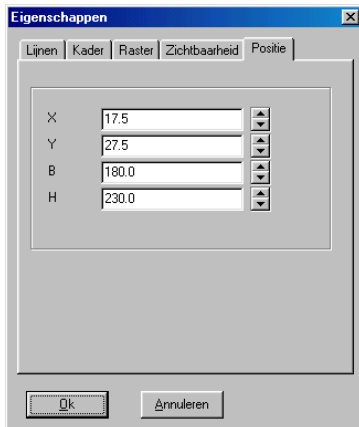 Eigenschappen
Lijnen Kader Raster Zichtbaarheid Positie
X 17.5
Y 27.5
B 180.0
H 230.0
Ok Annuleren